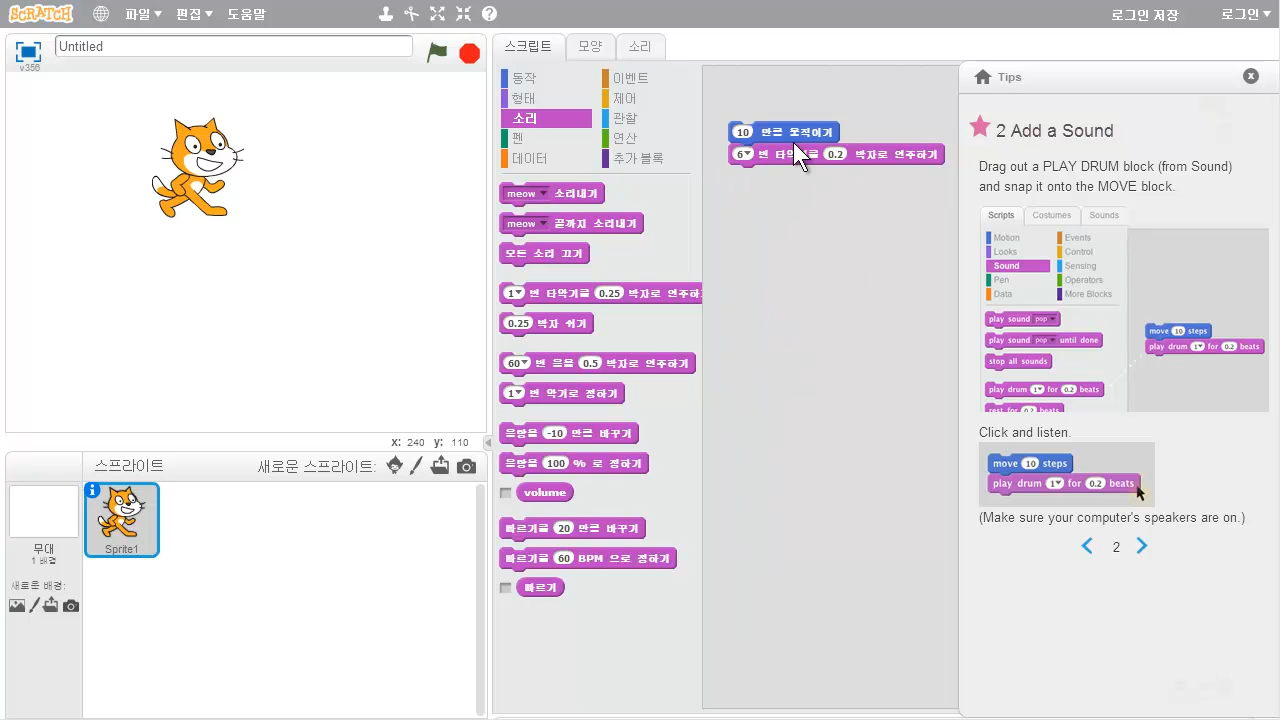 SCRATCH 파일 편집 도움말 로그인 저장 로그인
v356 Untitled
x: 240 y: 110
스프라이트 새로운 스프라이트:
Sprite1
무대
1 배경
새로운 배경:
스크립트 모양 소리
동작 이벤트
형태 제어
소리 관찰
펜 연산
데이터 추가 블록
meow 소리내기
meow 끝까지 소리내기
모든 소리 끄기
1 번 타악기를 0.25 박자로 연주하기
0.25 박자 쉬기
60 번 음을 0.5 박자로 연주하기
1 번 악기로 정하기
음량을 -10 만큼 바꾸기
음량을 100 % 로 정하기
volume
빠르기를 20 만큼 바꾸기
빠르기를 60 BPM 으로 정하기
빠르기
10 만큼 움직이기
6 번 타악기를 0.2 박자로 연주하기
Tips
2 Add a Sound
Drag out a PLAY DRUM block (from Sound)
and snap it onto the MOVE block.
Scripts Costumes Sounds
Motion Events
Looks Control
Sound Sensing
Pen Operators
Data More Blocks
play sound pop
play sound pop until done
stop all sounds
play drum 1 for 0.2 beats
rest for 0.2 beats
move 10 steps
play drum 1 for 0.2 beats
Click and listen.
move 10 steps
play drum 1 for 0.2 beats
(Make sure your computer's speakers are on.)
2